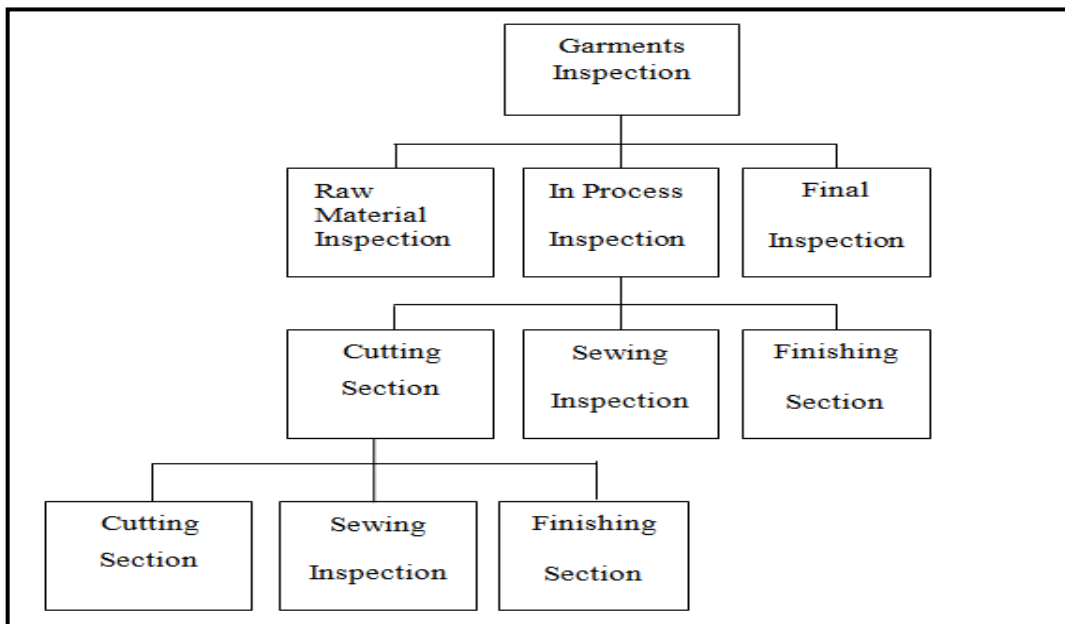 Garments
Inspection
Raw
Material
Inspection
In Process
Inspection
Final
Inspection
Cutting
Section
Sewing
Inspection
Finishing
Section
Cutting
Section
Sewing
Inspection
Finishing
Section